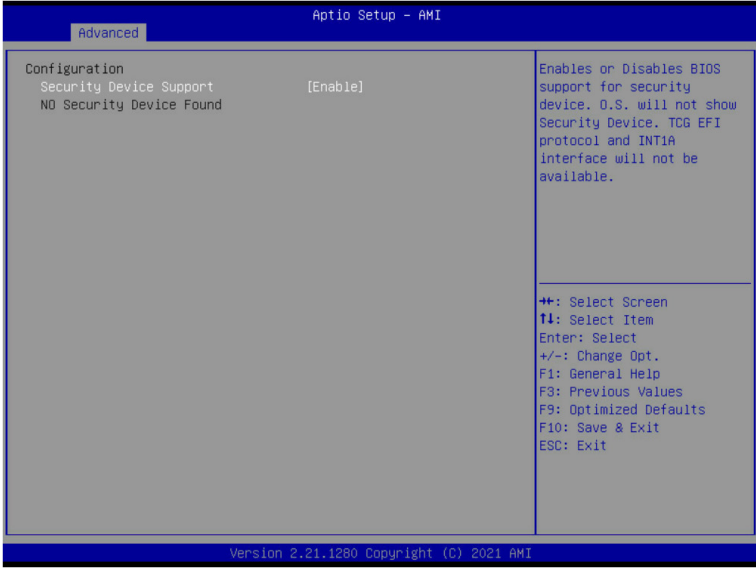 Aptio Setup – AMI
Advanced
Configuration
Security Device Support [Enable]
NO Security Device Found
Enables or Disables BIOS
support for security
device. O.S. will not show
Security Device. TCG EFI
protocol and INT1A
interface will not be
available.
→←: Select Screen
↑↓: Select Item
Enter: Select
+/-: Change Opt.
F1: General Help
F3: Previous Values
F9: Optimized Defaults
F10: Save & Exit
ESC: Exit
Version 2.21.1280 Copyright (C) 2021 AMI